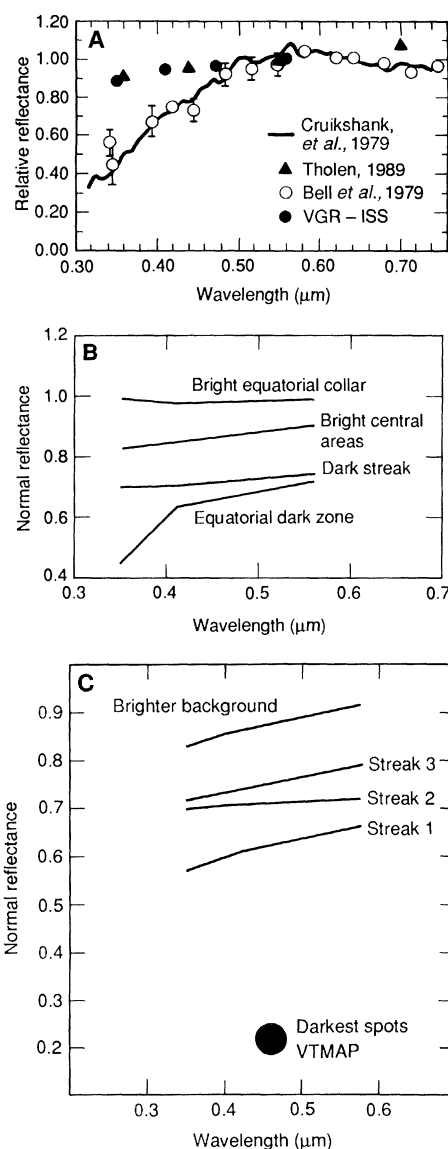 A
Relative reflectance
1.20
1.00
0.80
0.60
0.40
0.20
0.00
Cruikshank,
et al., 1979
Tholen, 1989
Bell et al., 1979
VGR – ISS
0.30 0.40 0.50 0.60 0.70
Wavelength (μm)
B
Normal reflectance
1.2
1.0
0.8
0.6
0.4
Bright equatorial collar
Bright central
areas
Dark streak
Equatorial dark zone
0.3 0.4 0.5 0.6 0.7
Wavelength (μm)
C
Normal reflectance
0.9
0.8
0.7
0.6
0.5
0.4
0.3
0.2
Brighter background
Streak 3
Streak 2
Streak 1
Darkest spots
VTMAP
0.3 0.4 0.5 0.6
Wavelength (μm)